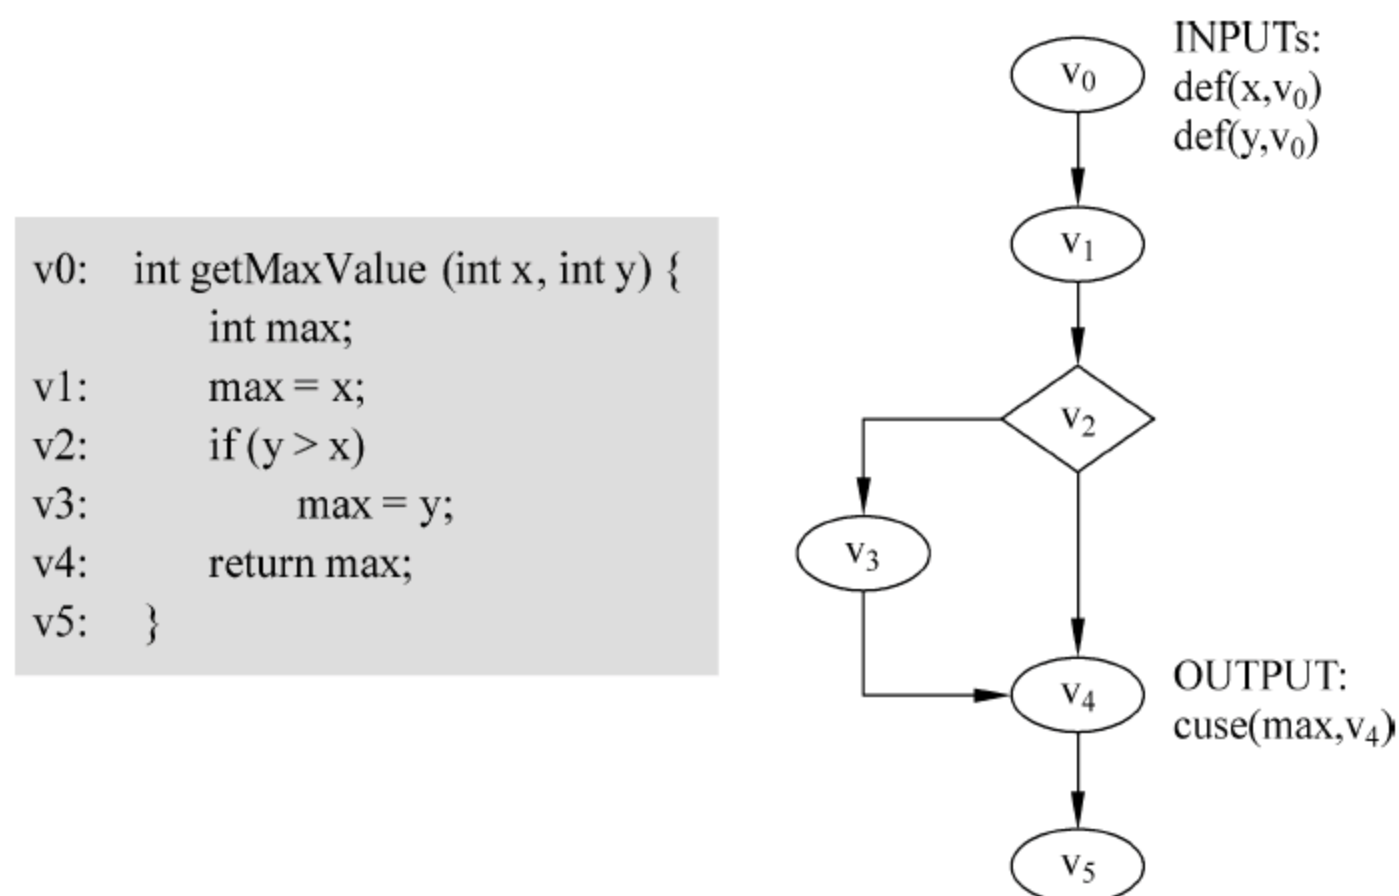 v0: int getMaxValue (int x, int y) {
int max;
v1: max = x;
v2: if (y > x)
v3: max = y;
v4: return max;
v5: }
v₀
INPUTs:
def(x,v₀)
def(y,v₀)
v₁
v₂
v₃
v₄
OUTPUT:
cuse(max,v₄)
v₅